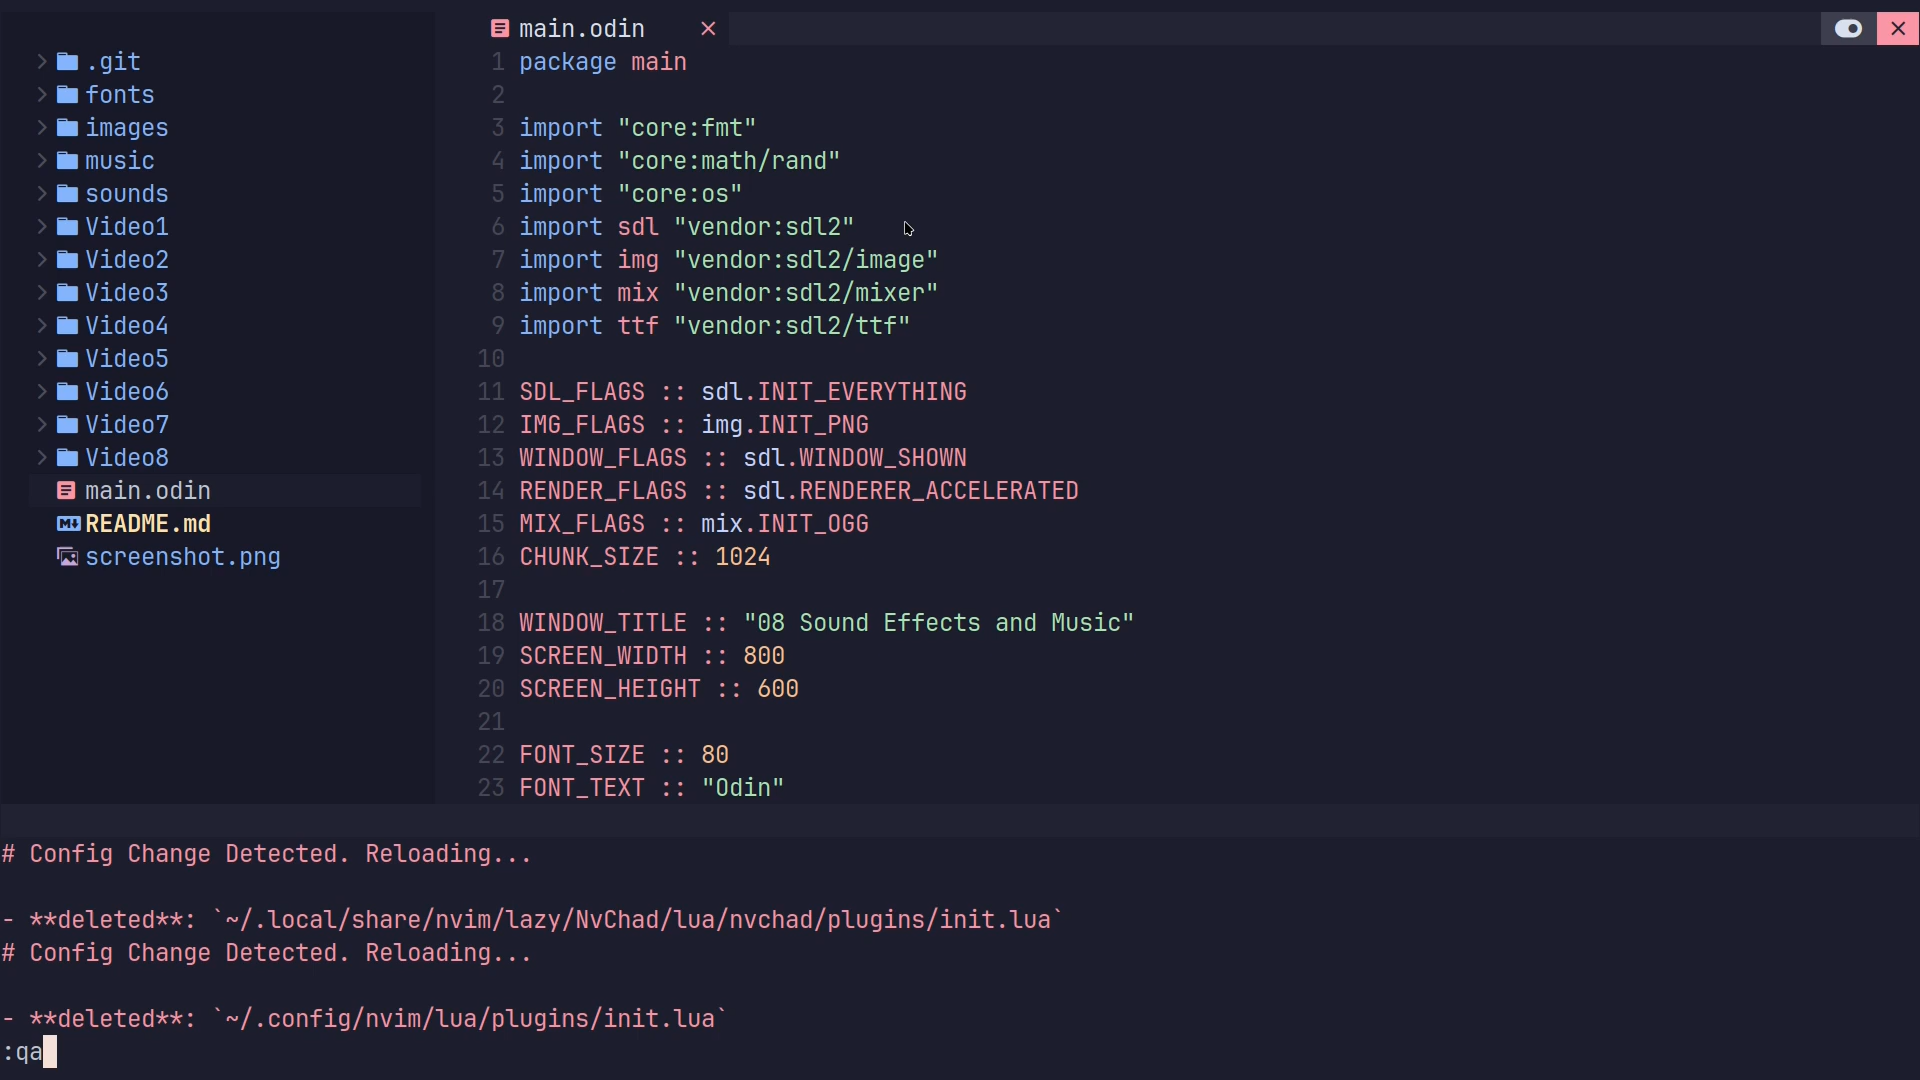 .git
fonts
images
music
sounds
Video1
Video2
Video3
Video4
Video5
Video6
Video7
Video8
main.odin
README.md
screenshot.png
main.odin
1 package main
2
3 import "core:fmt"
4 import "core:math/rand"
5 import "core:os"
6 import sdl "vendor:sdl2"
7 import img "vendor:sdl2/image"
8 import mix "vendor:sdl2/mixer"
9 import ttf "vendor:sdl2/ttf"
10
11 SDL_FLAGS :: sdl.INIT_EVERYTHING
12 IMG_FLAGS :: img.INIT_PNG
13 WINDOW_FLAGS :: sdl.WINDOW_SHOWN
14 RENDER_FLAGS :: sdl.RENDERER_ACCELERATED
15 MIX_FLAGS :: mix.INIT_OGG
16 CHUNK_SIZE :: 1024
17
18 WINDOW_TITLE :: "08 Sound Effects and Music"
19 SCREEN_WIDTH :: 800
20 SCREEN_HEIGHT :: 600
21
22 FONT_SIZE :: 80
23 FONT_TEXT :: "Odin"
# Config Change Detected. Reloading...
- **deleted**: `~/.local/share/nvim/lazy/NvChad/lua/nvchad/plugins/init.lua`
# Config Change Detected. Reloading...
- **deleted**: `~/.config/nvim/lua/plugins/init.lua`
:qa